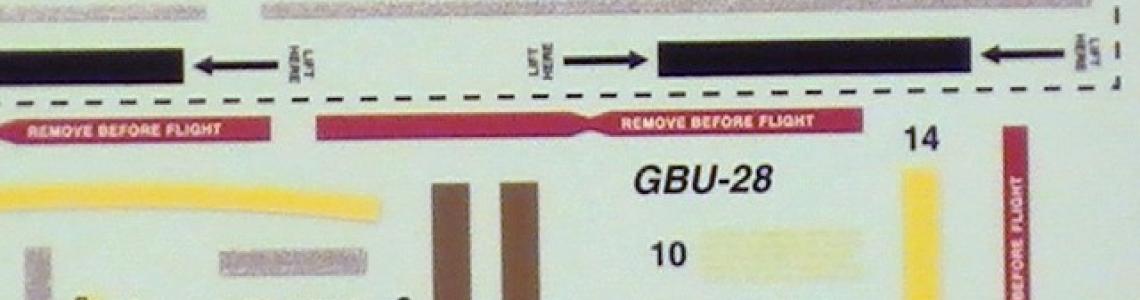 LIFT HERE
LIFT HERE
LIFT HERE
REMOVE BEFORE FLIGHT
REMOVE BEFORE FLIGHT
14
GBU-28
BEFORE FLIGHT
10